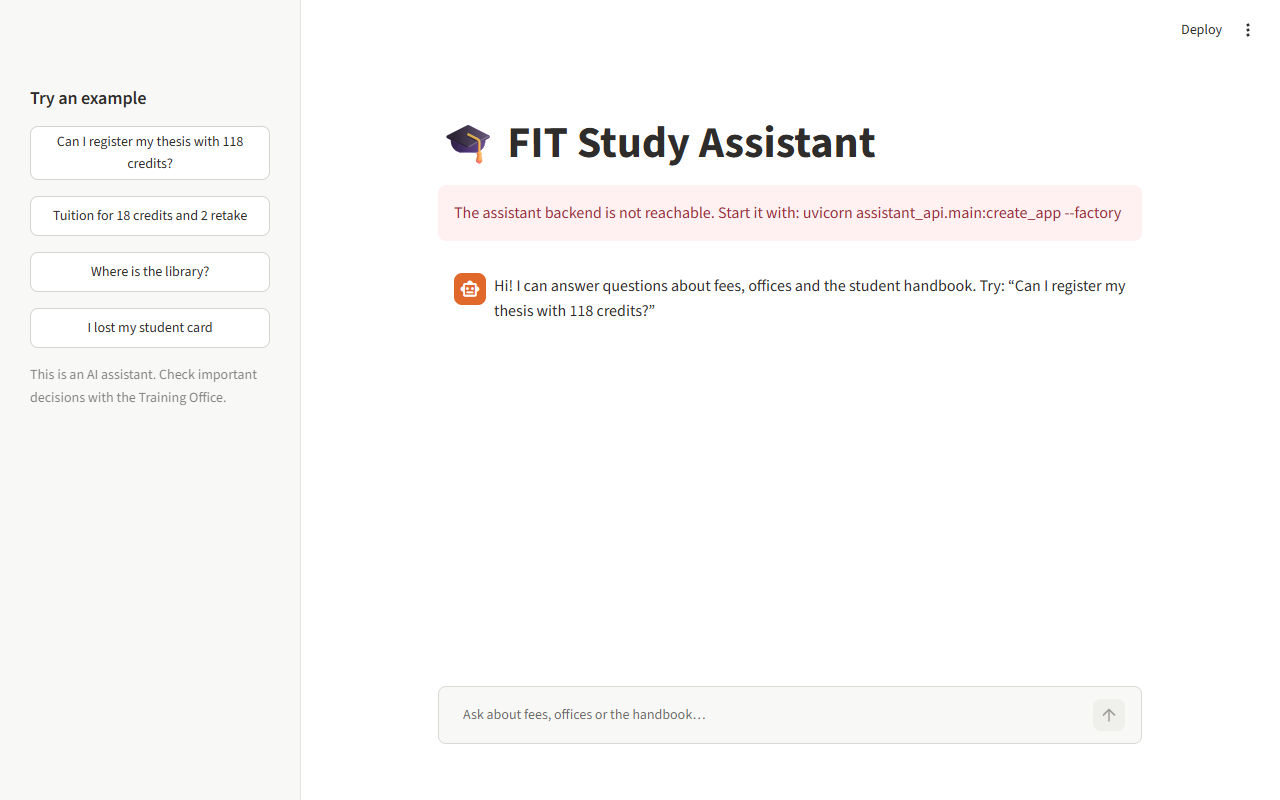 Deploy
Try an example
Can I register my thesis with 118
credits?
Tuition for 18 credits and 2 retake
Where is the library?
I lost my student card
This is an AI assistant. Check important
decisions with the Training Office.
FIT Study Assistant
The assistant backend is not reachable. Start it with: uvicorn assistant_api.main:create_app --factory
Hi! I can answer questions about fees, offices and the student handbook. Try: “Can I register my
thesis with 118 credits?”
Ask about fees, offices or the handbook…